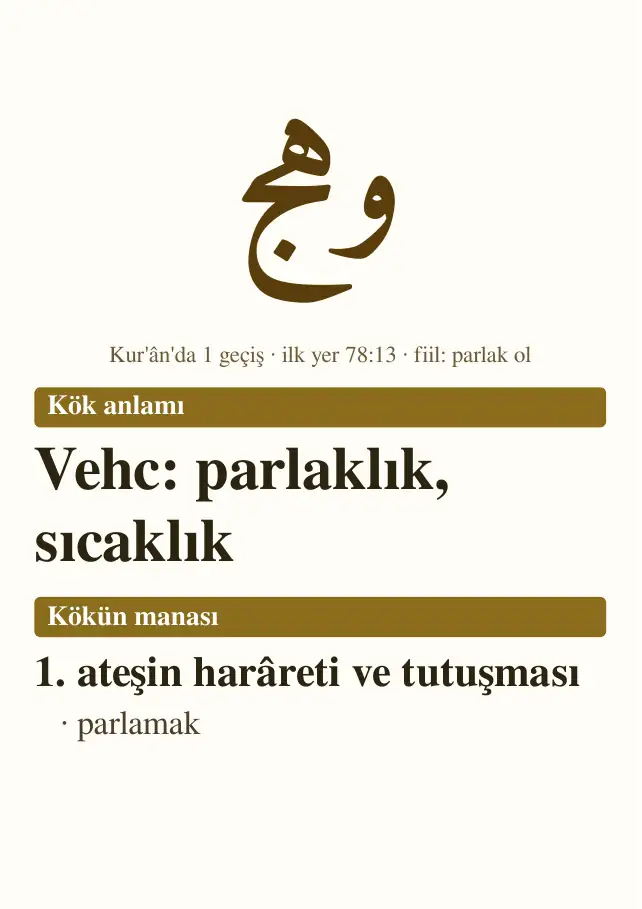 وهج
Kur'ân'da 1 geçiş · ilk yer 78:13 · fiil: parlak ol
Kök anlamı
Vehc: parlaklık,
sıcaklık
Kökün manası
1. ateşin harâreti ve tutuşması
· parlamak